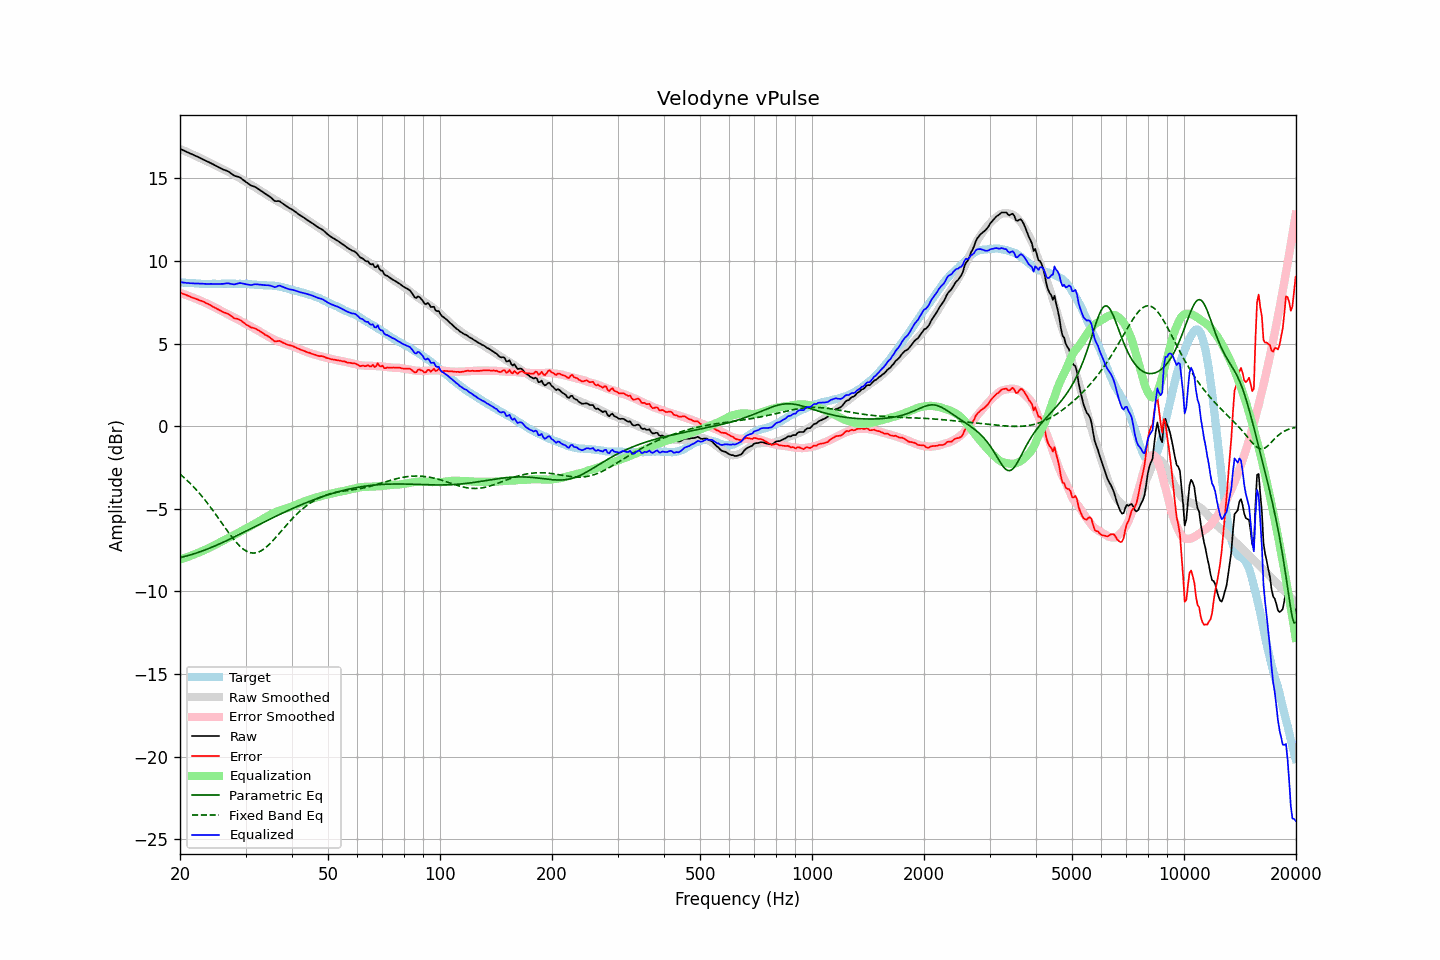 Velodyne vPulse
Amplitude (dBr)
15
10
5
0
−5
−10
−15
−20
−25
Target
Raw Smoothed
Error Smoothed
Raw
Error
Equalization
Parametric Eq
Fixed Band Eq
Equalized
20 50 100 200 500 1000 2000 5000 10000 20000
Frequency (Hz)